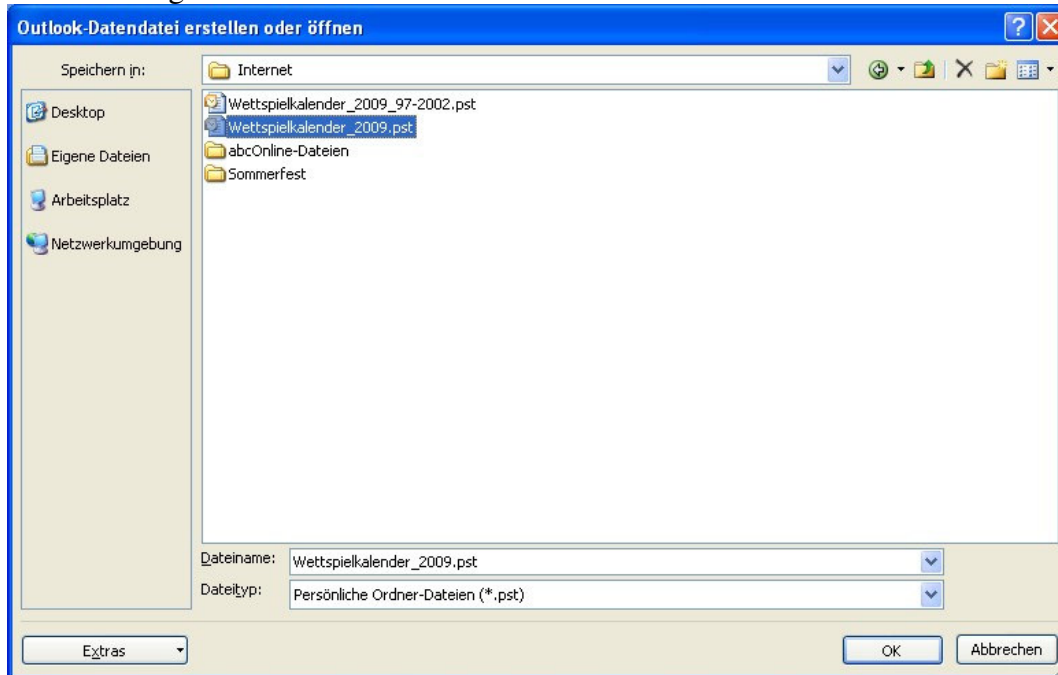 Outlook-Datendatei erstellen oder öffnen
Speichern in:
Internet
Desktop
Eigene Dateien
Arbeitsplatz
Netzwerkumgebung
Wettspielkalender_2009_97-2002.pst
Wettspielkalender_2009.pst
abcOnline-Dateien
Sommerfest
Dateiname:
Wettspielkalender_2009.pst
Dateityp:
Persönliche Ordner-Dateien (*.pst)
Extras
OK
Abbrechen